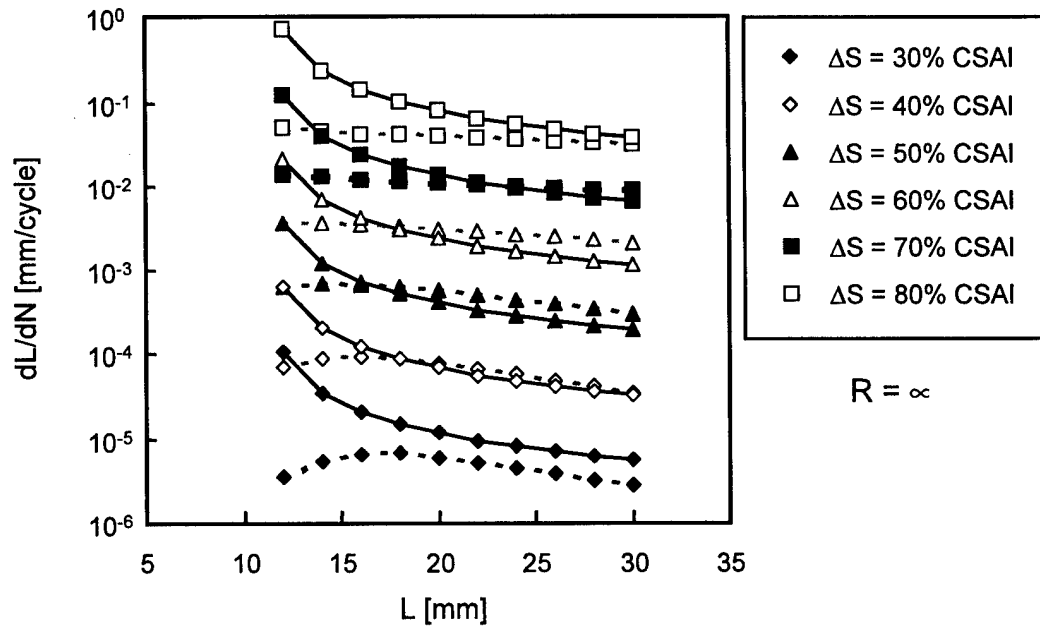 10⁰
10⁻¹
10⁻²
10⁻³
10⁻⁴
10⁻⁵
10⁻⁶
dL/dN [mm/cycle]
5 10 15 20 25 30 35
L [mm]
ΔS = 30% CSAI
ΔS = 40% CSAI
ΔS = 50% CSAI
ΔS = 60% CSAI
ΔS = 70% CSAI
ΔS = 80% CSAI
R = ∝